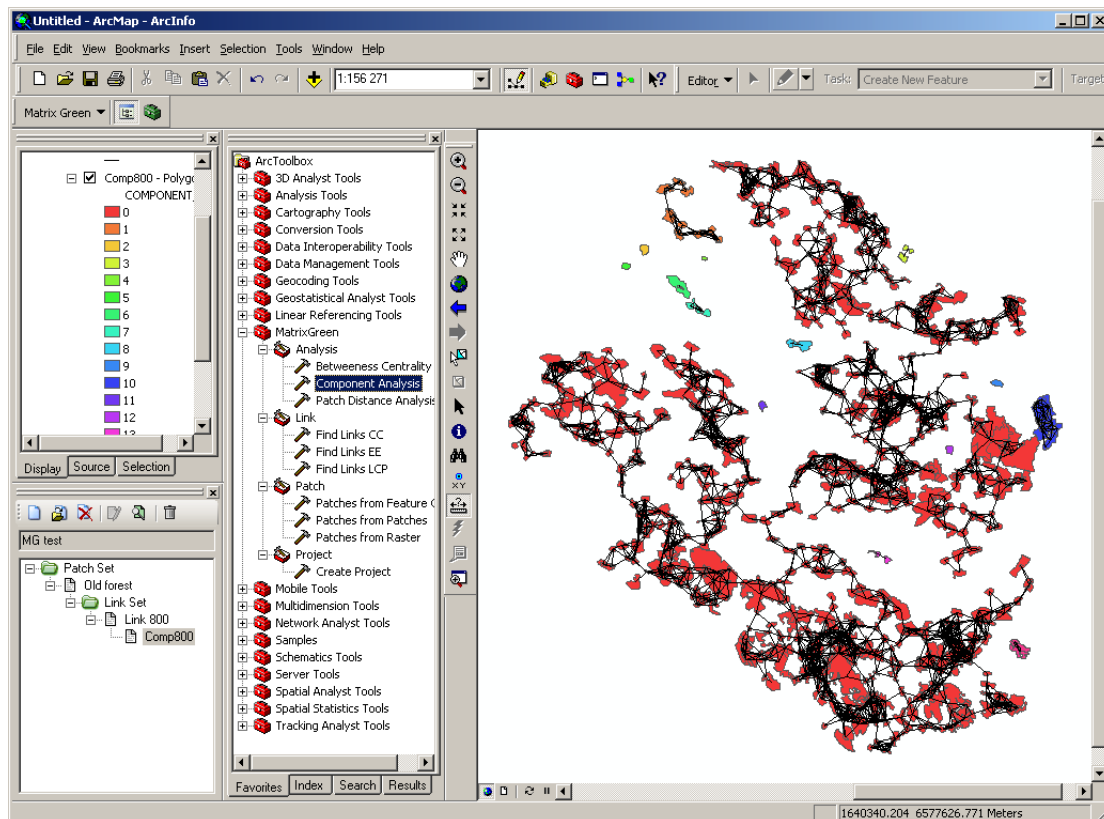 Untitled - ArcMap - ArcInfo
File Edit View Bookmarks Insert Selection Tools Window Help
1:156 271
Editor
Task:
Create New Feature
Target
Matrix Green
Comp800 - Polygo
COMPONENT_
0
1
2
3
4
5
6
7
8
9
10
11
12
13
Display Source Selection
MG test
Patch Set
Old forest
Link Set
Link 800
Comp800
ArcToolbox
3D Analyst Tools
Analysis Tools
Cartography Tools
Conversion Tools
Data Interoperability Tools
Data Management Tools
Geocoding Tools
Geostatistical Analyst Tools
Linear Referencing Tools
MatrixGreen
Analysis
Betweeness Centrality
Component Analysis
Patch Distance Analysis
Link
Find Links CC
Find Links EE
Find Links LCP
Patch
Patches from Feature C
Patches from Patches
Patches from Raster
Project
Create Project
Mobile Tools
Multidimension Tools
Network Analyst Tools
Samples
Schematics Tools
Server Tools
Spatial Analyst Tools
Spatial Statistics Tools
Tracking Analyst Tools
Favorites Index Search Results
XY
1640340.204 6577626.771 Meters